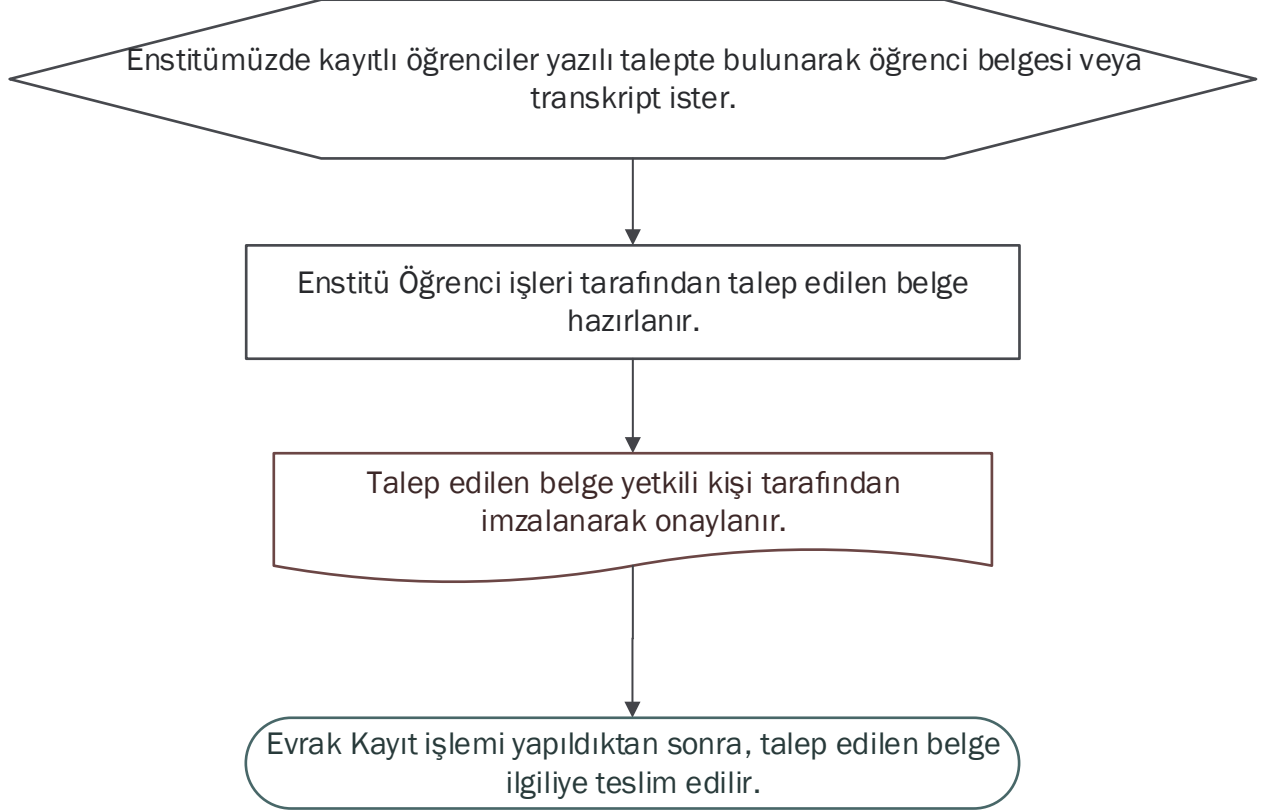 Enstitümüzde kayıtlı öğrenciler yazılı talepte bulunarak öğrenci belgesi veya
transkript ister.
Enstitü Öğrenci işleri tarafından talep edilen belge
hazırlanır.
Talep edilen belge yetkili kişi tarafından
imzalanarak onaylanır.
Evrak Kayıt işlemi yapıldıktan sonra, talep edilen belge
ilgiliye teslim edilir.